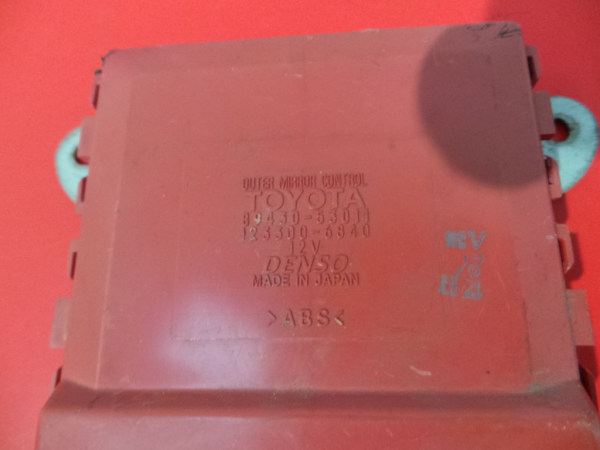 OUTER MIRROR CONTROL
TOYOTA
89430-53011
123300-6840
12V
DENSO
MADE IN JAPAN
>ABS<